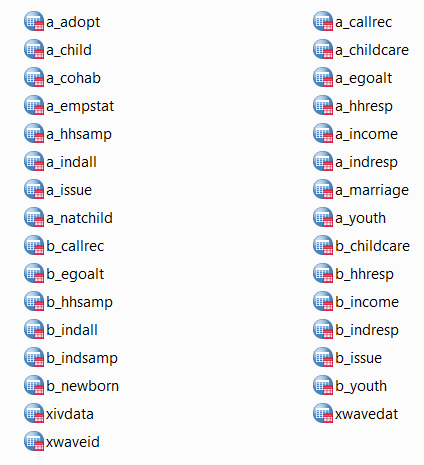 a_adopt a_callrec
a_child a_childcare
a_cohab a_egoalt
a_empstat a_hhresp
a_hhsamp a_income
a_indall a_indresp
a_issue a_marriage
a_natchild a_youth
b_callrec b_childcare
b_egoalt b_hhresp
b_hhsamp b_income
b_indall b_indresp
b_indsamp b_issue
b_newborn b_youth
xivdata xwavedat
xwaveid